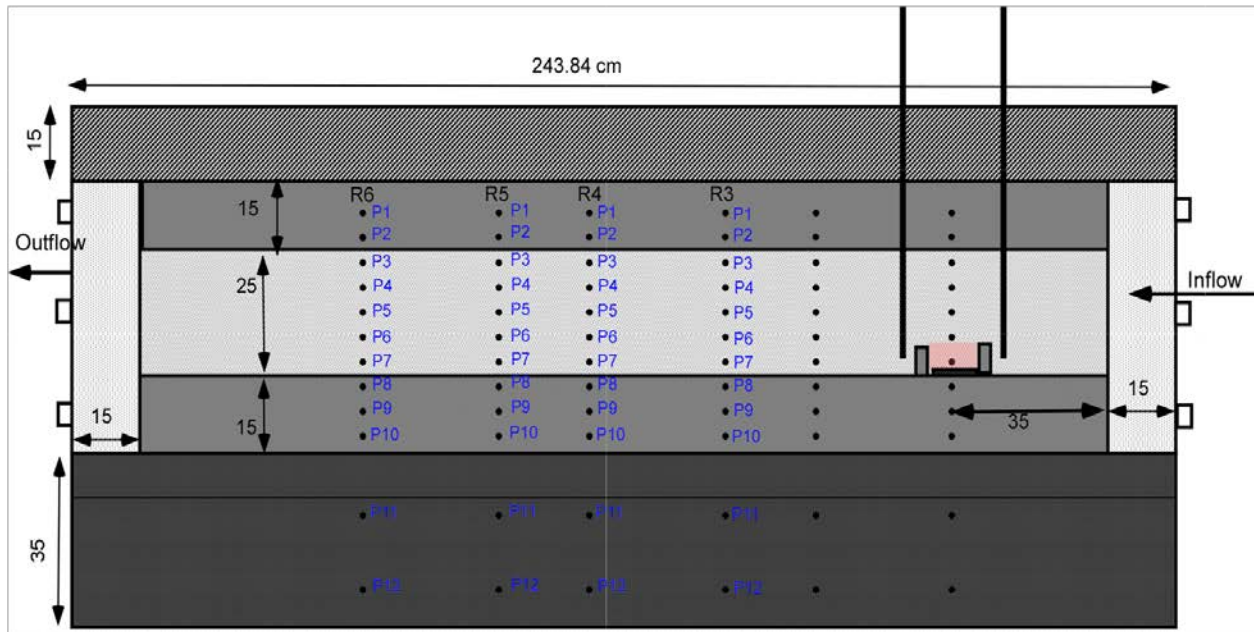 243.84 cm
15
R6 R5 R4 R3
15
P1 P1 P1 P1
P2 P2 P2 P2
Outflow
P3 P3 P3 P3
25
P4 P4 P4 P4
Inflow
P5 P5 P5 P5
P6 P6 P6 P6
P7 P7 P7 P7
P8 P8 P8 P8
15 15
P9 P9 P9 P9
35
15
P10 P10 P10 P10
P11 P11 P11 P11
35
P12 P12 P12 P12